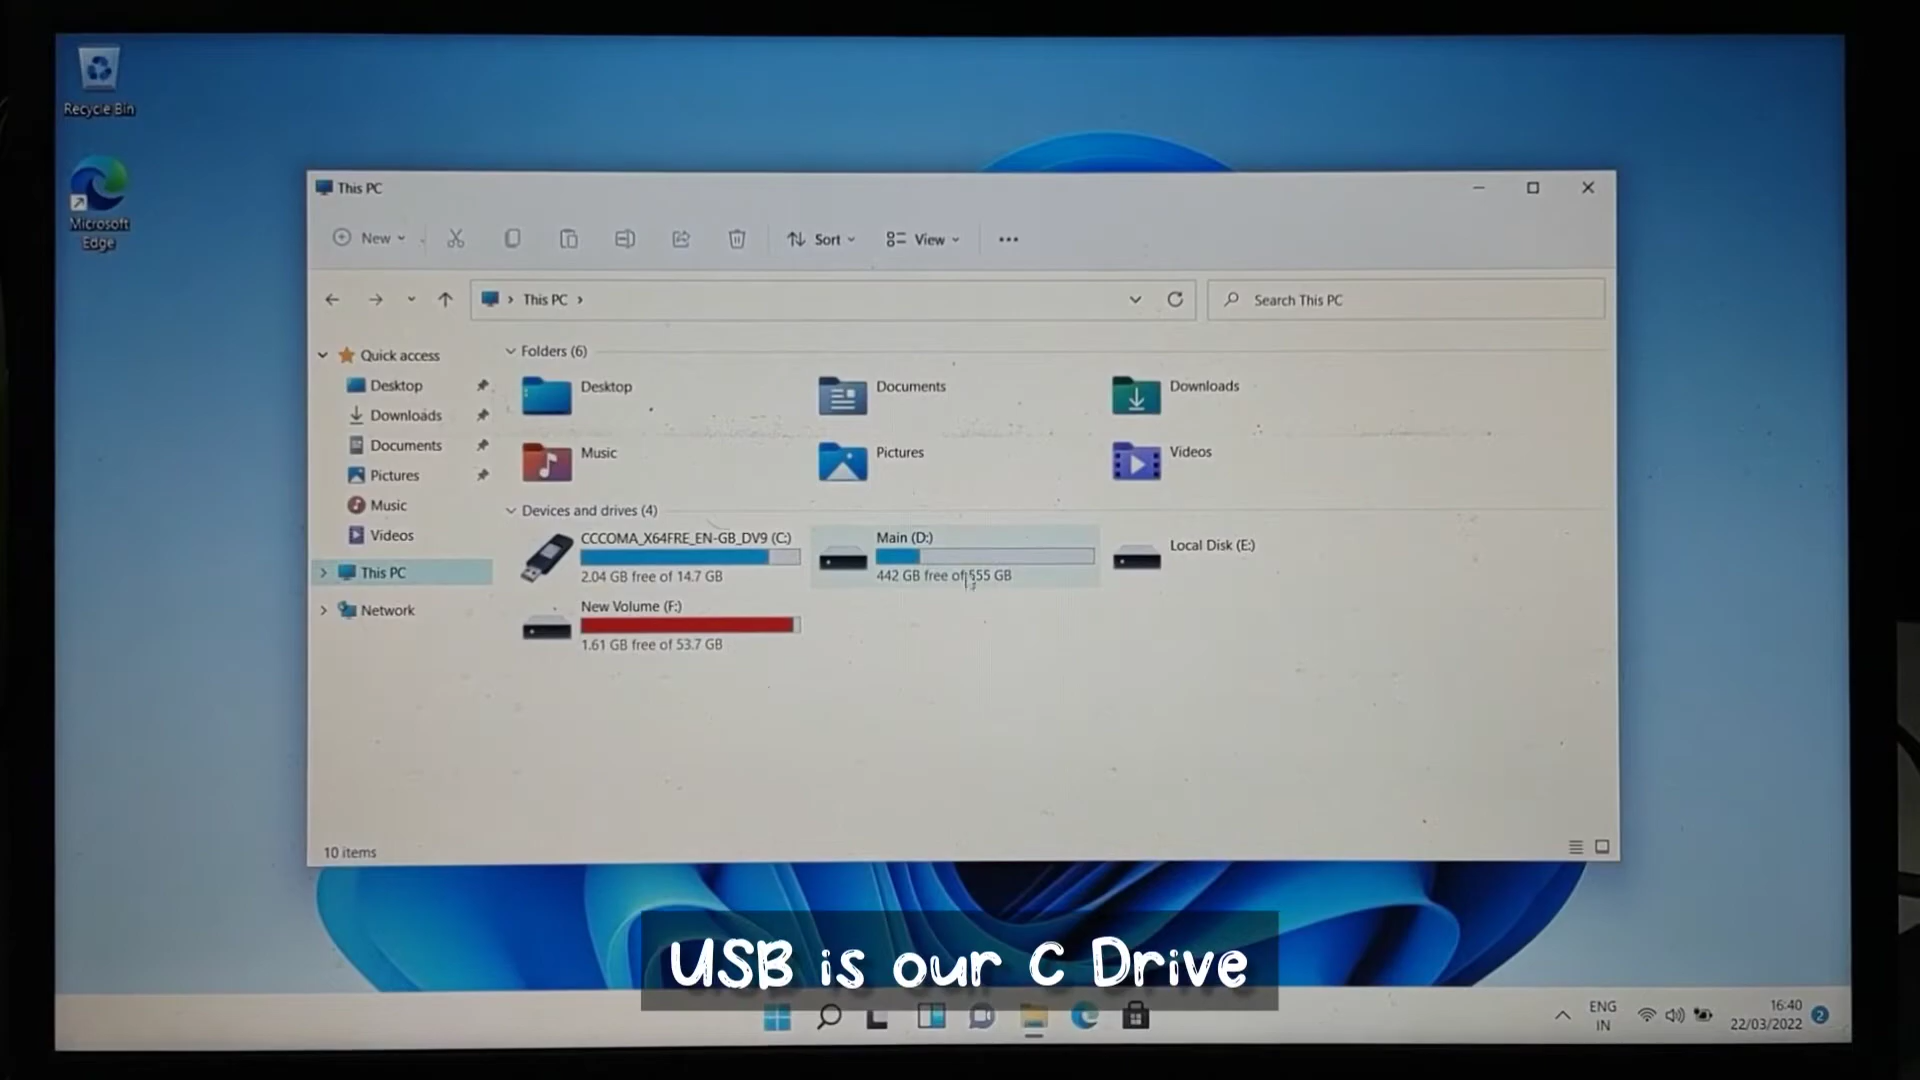 Recycle Bin
Microsoft
Edge
This PC
New
Sort
View
This PC
Search This PC
Quick access
Desktop
Downloads
Documents
Pictures
Music
Videos
This PC
Network
Folders (6)
Desktop
Documents
Downloads
Music
Pictures
Videos
Devices and drives (4)
CCCOMA_X64FRE_EN-GB_DV9 (C:)
2.04 GB free of 14.7 GB
Main (D:)
442 GB free of 555 GB
Local Disk (E:)
New Volume (F:)
1.61 GB free of 53.7 GB
10 items
USB is our C Drive
ENG
IN
16:40
22/03/2022
2